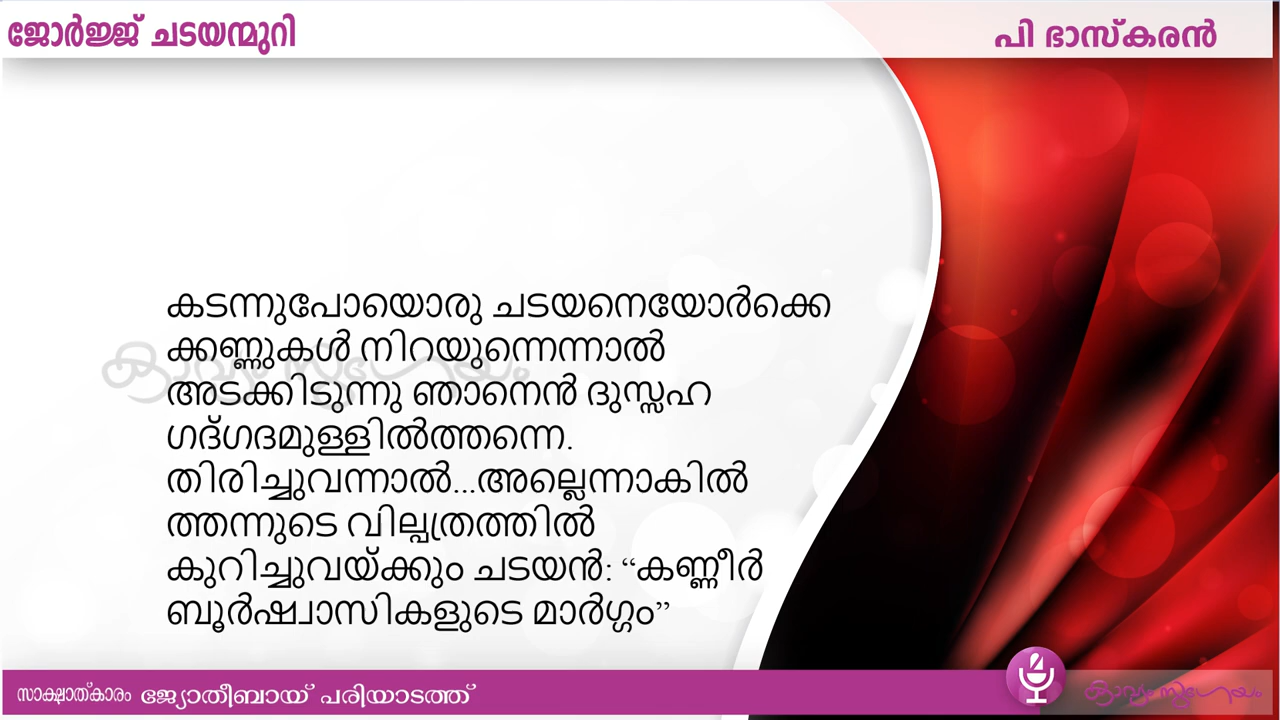 ജോർജ്ജ് ചടയന്മുറി
പി ഭാസ്കരൻ
കടന്നുപോയൊരു ചടയനെയോർക്കെ
ക്കണ്ണുകൾ നിറയുന്നെന്നാൽ
അടക്കിടുന്നു ഞാനെൻ ദുസ്സഹ
ഗദ്ഗദമുള്ളിൽത്തന്നെ.
തിരിച്ചുവന്നാൽ...അല്ലെന്നാകിൽ
ത്തന്നുടെ വില്പത്രത്തിൽ
കുറിച്ചുവയ്ക്കും ചടയൻ: “കണ്ണീർ
ബൂർഷ്വാസികളുടെ മാർഗ്ഗം”
സാക്ഷാത്കാരം ജ്യോതീബായ് പരിയാടത്ത്
കാവ്യം സുഗേയം